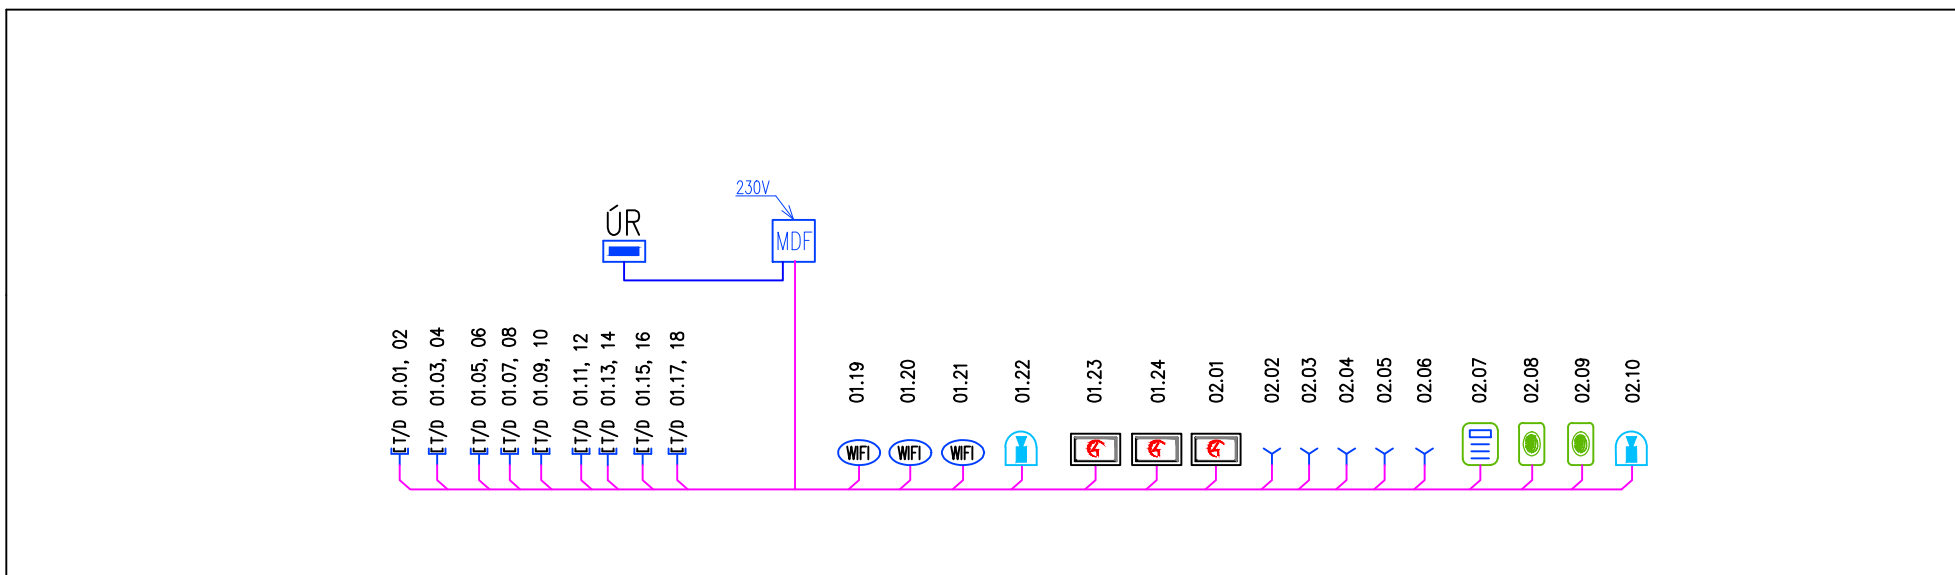 230V
ÚR
MDF
T/D 01.01, 02
T/D 01.03, 04
T/D 01.05, 06
T/D 01.07, 08
T/D 01.09, 10
T/D 01.11, 12
T/D 01.13, 14
T/D 01.15, 16
T/D 01.17, 18
01.19
01.20
01.21
01.22
01.23
01.24
02.01
02.02
02.03
02.04
02.05
02.06
02.07
02.08
02.09
02.10
WIFI
WIFI
WIFI